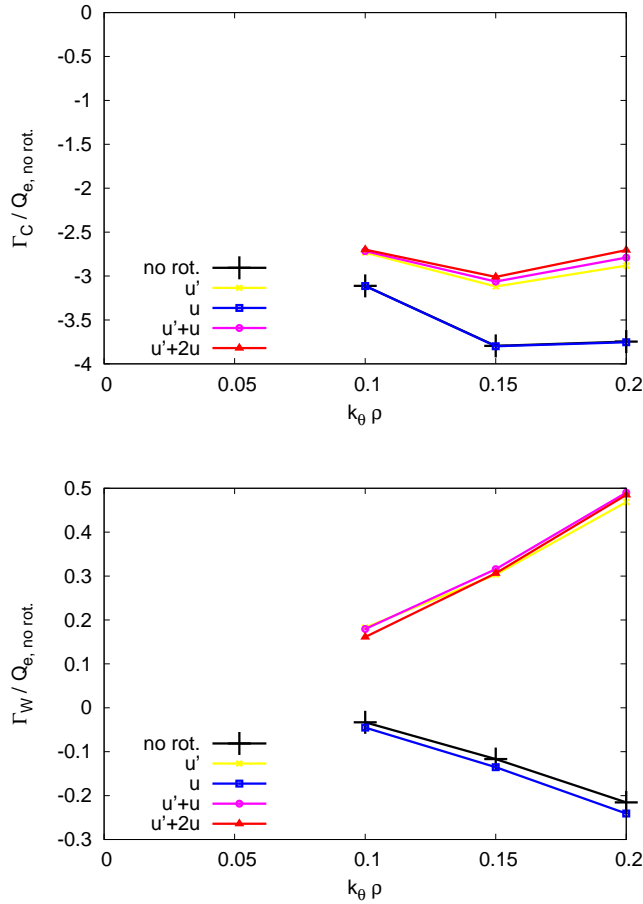 0
-0.5
-1
-1.5
-2
-2.5
-3
-3.5
-4
Γ_C / Q_e, no rot.
no rot.
u'
u
u'+u
u'+2u
0 0.05 0.1 0.15 0.2
k_θ ρ
0.5
0.4
0.3
0.2
0.1
0
-0.1
-0.2
-0.3
Γ_W / Q_e, no rot.
no rot.
u'
u
u'+u
u'+2u
0 0.05 0.1 0.15 0.2
k_θ ρ